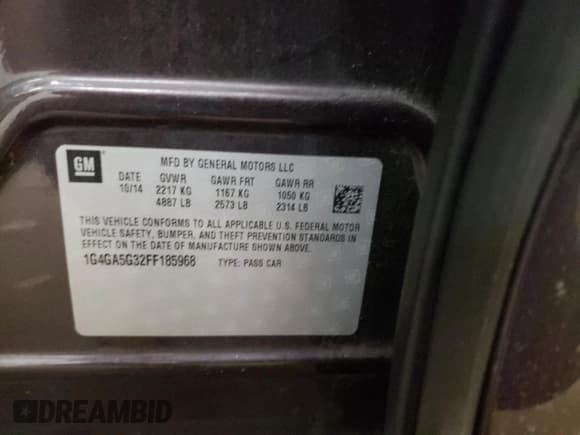 GM
MFD BY GENERAL MOTORS LLC
DATE GVWR GAWR FRT GAWR RR
10/14 2217 KG 1167 KG 1050 KG
4887 LB 2573 LB 2314 LB
THIS VEHICLE CONFORMS TO ALL APPLICABLE U.S. FEDERAL MOTOR
VEHICLE SAFETY, BUMPER, AND THEFT PREVENTION STANDARDS IN
EFFECT ON THE DATE OF MANUFACTURE SHOWN ABOVE.
1G4GA5G32FF185968 TYPE: PASS CAR
DREAMBID